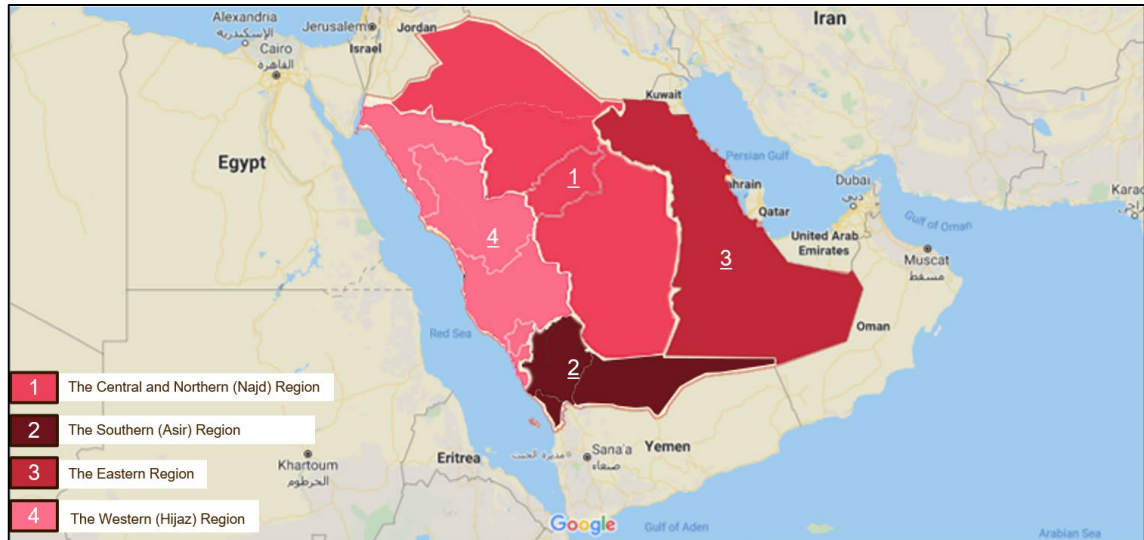 Alexandria
الإسكندرية
Jerusalem
Jordan
Israel
Cairo
القاهرة
Iran
Kuwait
Egypt
Persian Gulf
1
ahrain
Dubai
دبي
Qatar
Gulf of Oman
4
United Arab
Emirates
3
Muscat
مسقط
Oman
Red Sea
2
1 The Central and Northern (Najd) Region
2 The Southern (Asir) Region
3 The Eastern Region
4 The Western (Hijaz) Region
Khartoum
الخرطوم
Eritrea
Sana'a
صنعاء
Yemen
Google
Gulf of Aden
Arabian Sea